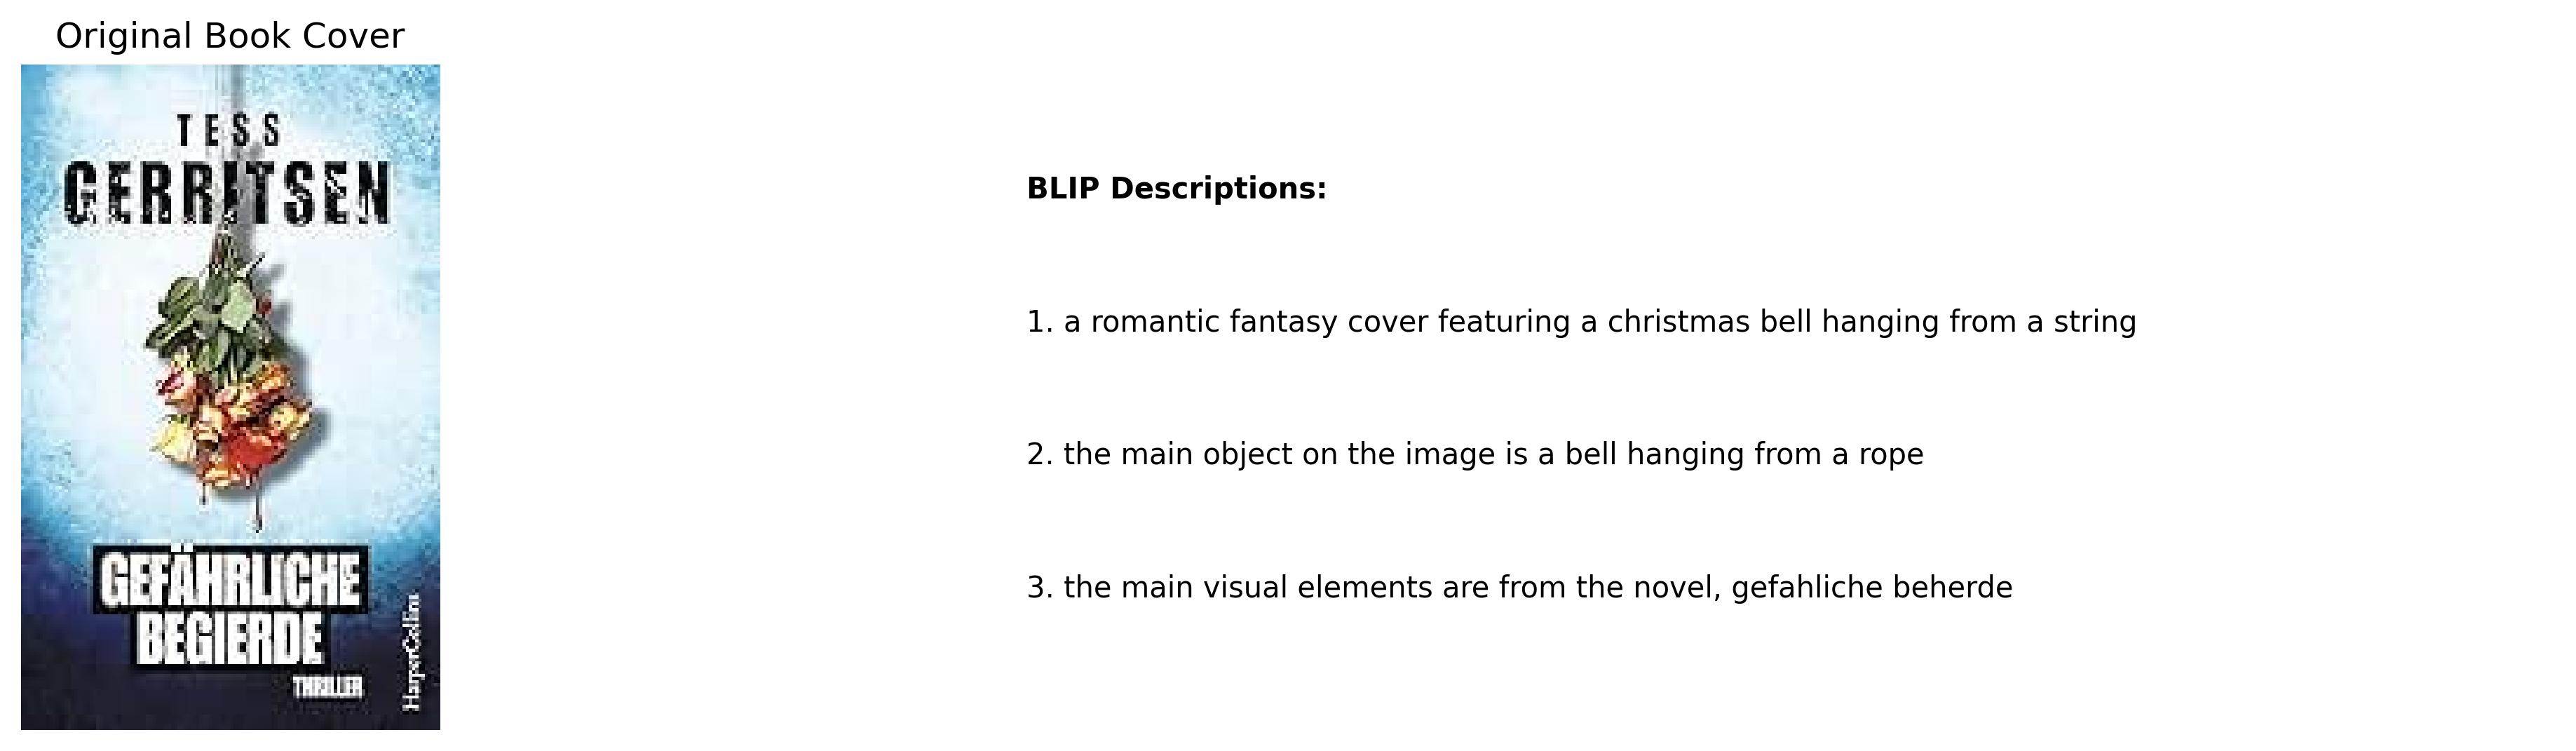 Original Book Cover
TESS
GERRITSEN
GEFÄHRLICHE
BEGIERDE
THRILLER
HarperCollins
BLIP Descriptions:
1. a romantic fantasy cover featuring a christmas bell hanging from a string
2. the main object on the image is a bell hanging from a rope
3. the main visual elements are from the novel, gefahliche beherde